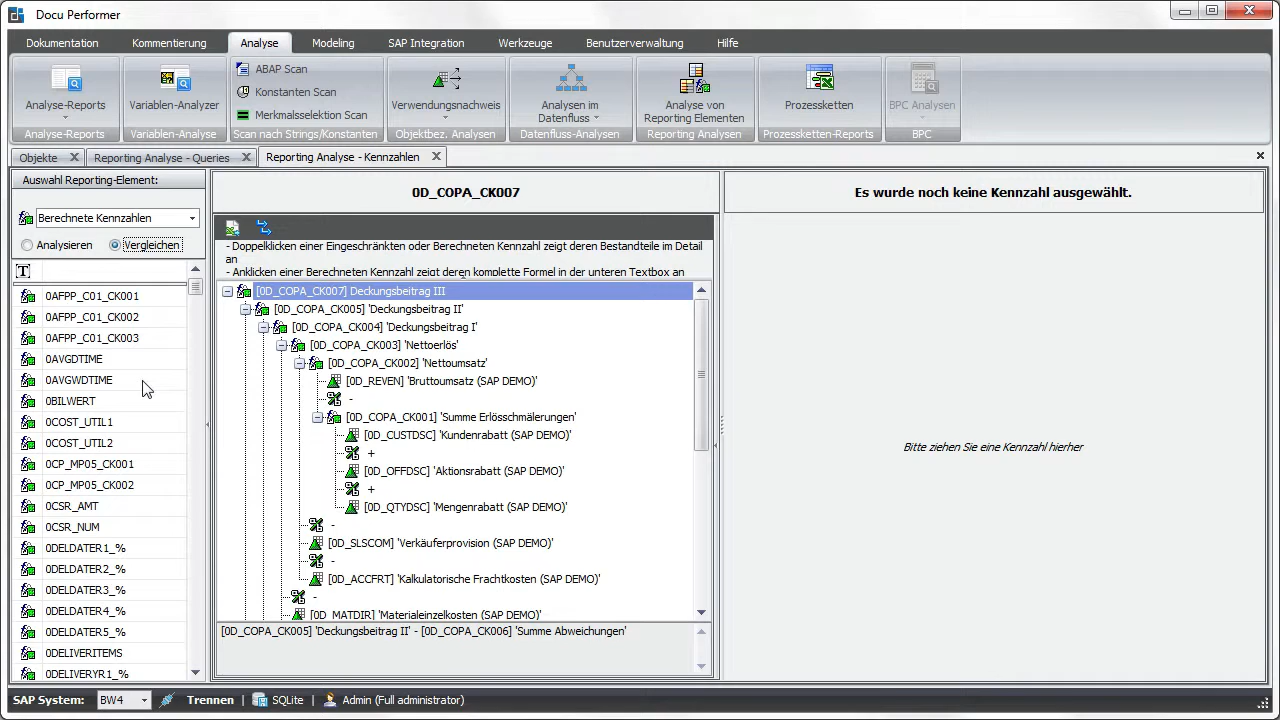 Docu Performer
Dokumentation Kommentierung Analyse Modeling SAP Integration Werkzeuge Benutzerverwaltung Hilfe
Analyse-Reports
Analyse-Reports
Variablen-Analyzer
Variablen-Analyse
ABAP Scan
Konstanten Scan
Merkmalsselektion Scan
Scan nach Strings/Konstanten
Verwendungsnachweis
Objektbez. Analysen
Analysen im
Datenfluss
Datenfluss-Analysen
Analyse von
Reporting Elementen
Reporting Analysen
Prozessketten
Prozessketten-Reports
BPC Analysen
BPC
Objekte Reporting Analyse - Queries Reporting Analyse - Kennzahlen
Auswahl Reporting-Element:
Berechnete Kennzahlen
Analysieren Vergleichen
0AFPP_C01_CK001
0AFPP_C01_CK002
0AFPP_C01_CK003
0AVGDTIME
0AVGWDTIME
0BILWERT
0COST_UTIL1
0COST_UTIL2
0CP_MP05_CK001
0CP_MP05_CK002
0CSR_AMT
0CSR_NUM
0DELDATER1_%
0DELDATER2_%
0DELDATER3_%
0DELDATER4_%
0DELDATER5_%
0DELIVERITEMS
0DELIVERYR1_%
0D_COPA_CK007
- Doppelklicken einer Eingeschränkten oder Berechneten Kennzahl zeigt deren Bestandteile im Detail
an
- Anklicken einer Berechneten Kennzahl zeigt deren komplette Formel in der unteren Textbox an
[0D_COPA_CK007] Deckungsbeitrag III
[0D_COPA_CK005] 'Deckungsbeitrag II'
[0D_COPA_CK004] 'Deckungsbeitrag I'
[0D_COPA_CK003] 'Nettoerlös'
[0D_COPA_CK002] 'Nettoumsatz'
[0D_REVEN] 'Bruttoumsatz (SAP DEMO)'
-
[0D_COPA_CK001] 'Summe Erlösschmälerungen'
[0D_CUSTDSC] 'Kundenrabatt (SAP DEMO)'
+
[0D_OFFDSC] 'Aktionsrabatt (SAP DEMO)'
+
[0D_QTYDSC] 'Mengenrabatt (SAP DEMO)'
-
[0D_SLSCOM] 'Verkäuferprovision (SAP DEMO)'
-
[0D_ACCFRT] 'Kalkulatorische Frachtkosten (SAP DEMO)'
-
[0D_MATDIR] 'Materialeinzelkosten (SAP DEMO)'
[0D_COPA_CK005] 'Deckungsbeitrag II' - [0D_COPA_CK006] 'Summe Abweichungen'
Es wurde noch keine Kennzahl ausgewählt.
Bitte ziehen Sie eine Kennzahl hierher
SAP System: BW4 Trennen SQLite Admin (Full administrator)